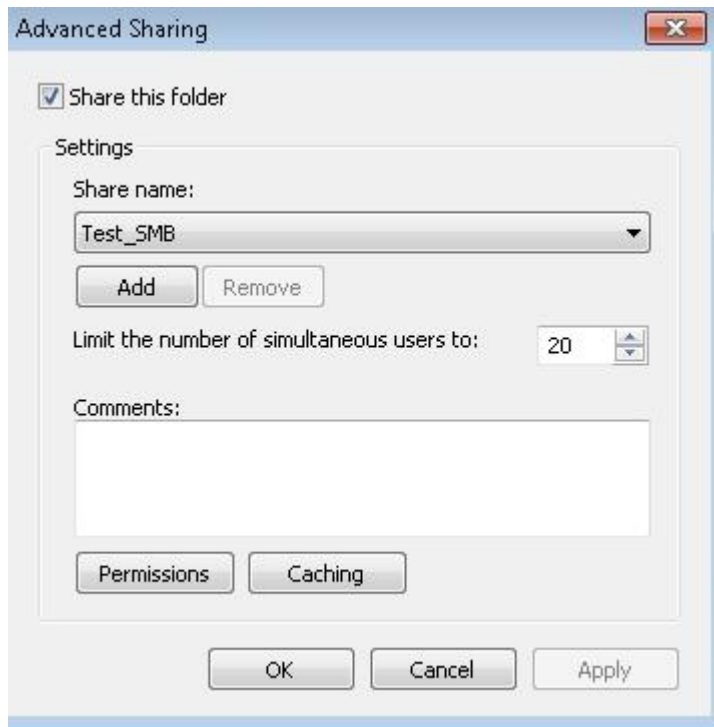 Advanced Sharing
Share this folder
Settings
Share name:
Test_SMB
Add Remove
Limit the number of simultaneous users to: 20
Comments:
Permissions Caching
OK Cancel Apply